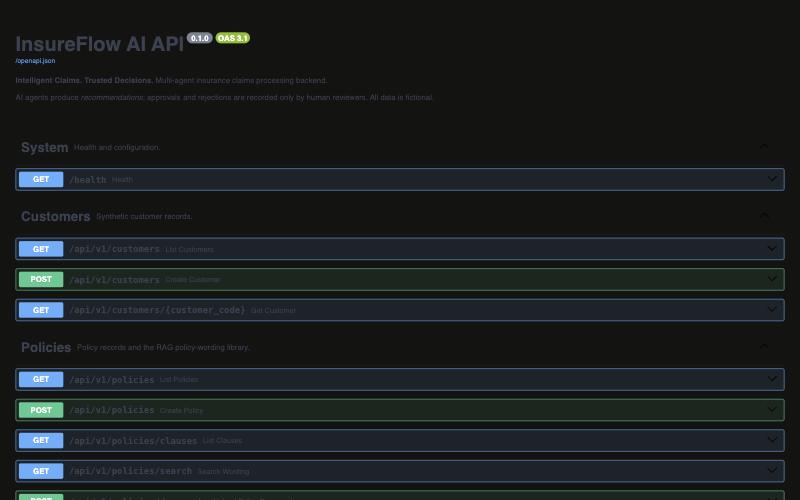 InsureFlow AI API 0.1.0 OAS 3.1
/openapi.json
Intelligent Claims. Trusted Decisions. Multi-agent insurance claims processing backend.
AI agents produce recommendations; approvals and rejections are recorded only by human reviewers. All data is fictional.
System Health and configuration.
GET /health Health
Customers Synthetic customer records.
GET /api/v1/customers List Customers
POST /api/v1/customers Create Customer
GET /api/v1/customers/{customer_code} Get Customer
Policies Policy records and the RAG policy-wording library.
GET /api/v1/policies List Policies
POST /api/v1/policies Create Policy
GET /api/v1/policies/clauses List Clauses
GET /api/v1/policies/search Search Wording
POST